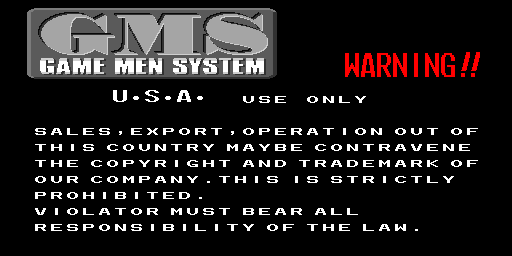 GMS
GAME MEN SYSTEM
WARNING!!
U.S.A. USE ONLY
SALES,EXPORT,OPERATION OUT OF
THIS COUNTRY MAYBE CONTRAVENE
THE COPYRIGHT AND TRADEMARK OF
OUR COMPANY.THIS IS STRICTLY
PROHIBITED.
VIOLATOR MUST BEAR ALL
RESPONSIBILITY OF THE LAW.